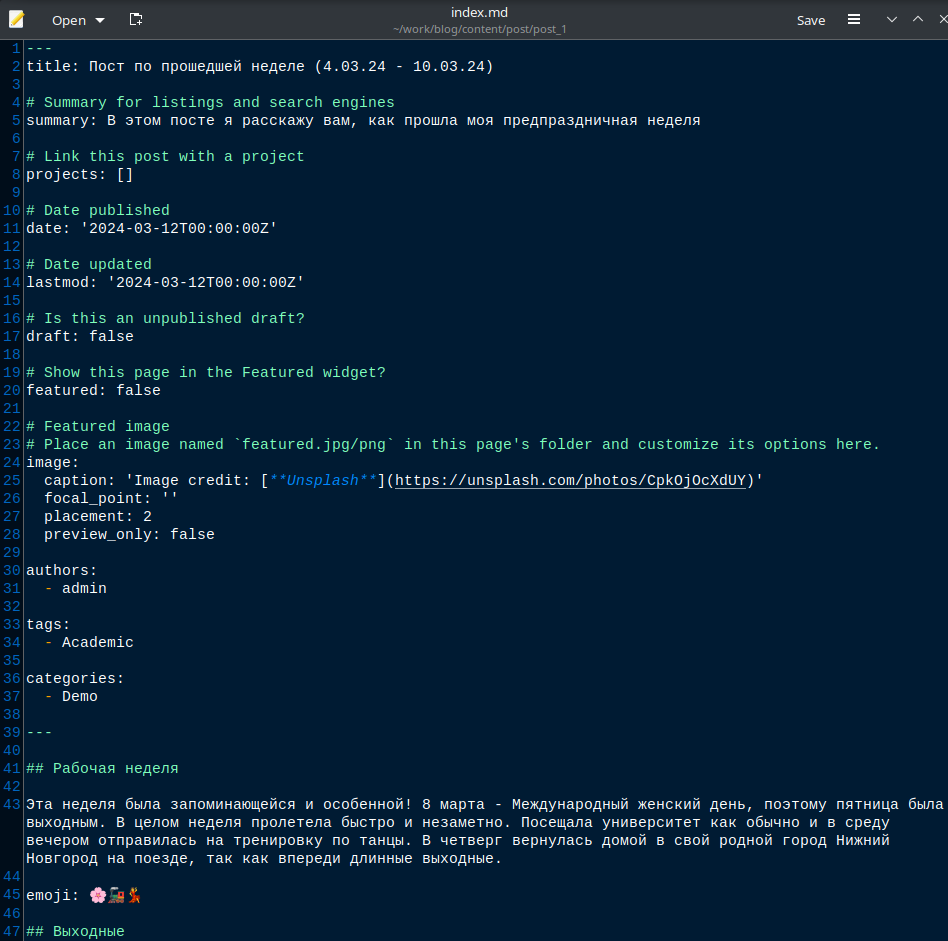 Open
index.md
~/work/blog/content/post/post_1
Save
1 ---
2 title: Пост по прошедшей неделе (4.03.24 - 10.03.24)
3
4 # Summary for listings and search engines
5 summary: В этом посте я расскажу вам, как прошла моя предпраздничная неделя
6
7 # Link this post with a project
8 projects: []
9
10 # Date published
11 date: '2024-03-12T00:00:00Z'
12
13 # Date updated
14 lastmod: '2024-03-12T00:00:00Z'
15
16 # Is this an unpublished draft?
17 draft: false
18
19 # Show this page in the Featured widget?
20 featured: false
21
22 # Featured image
23 # Place an image named `featured.jpg/png` in this page's folder and customize its options here.
24 image:
25   caption: 'Image credit: [**Unsplash**](https://unsplash.com/photos/CpkOjOcXdUY)'
26   focal_point: ''
27   placement: 2
28   preview_only: false
29
30 authors:
31   - admin
32
33 tags:
34   - Academic
35
36 categories:
37   - Demo
38
39 ---
40
41 ## Рабочая неделя
42
43 Эта неделя была запоминающейся и особенной! 8 марта - Международный женский день, поэтому пятница была
выходным. В целом неделя пролетела быстро и незаметно. Посещала университет как обычно и в среду
вечером отправилась на тренировку по танцы. В четверг вернулась домой в свой родной город Нижний
Новгород на поезде, так как впереди длинные выходные.
44
45 emoji: 🌸🚂💃
46
47 ## Выходные